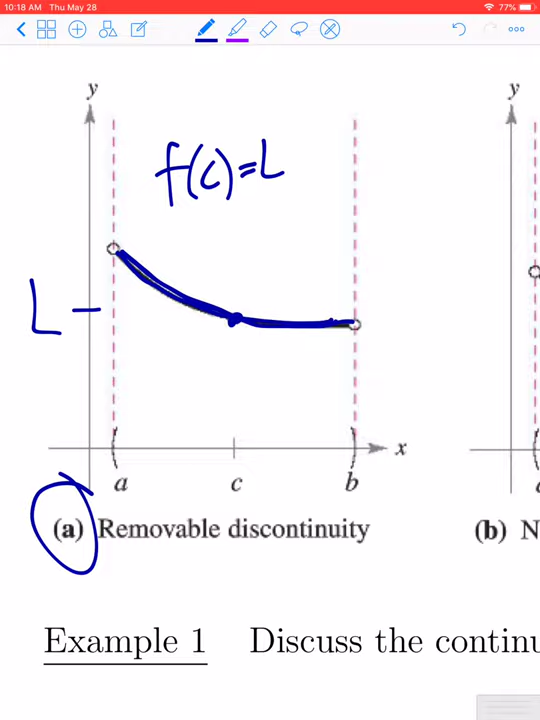 10:18 AM Thu May 28
77%
y
f(c)=L
L
x
a c b
(a) Removable discontinuity
(b) N
Example 1 Discuss the continu